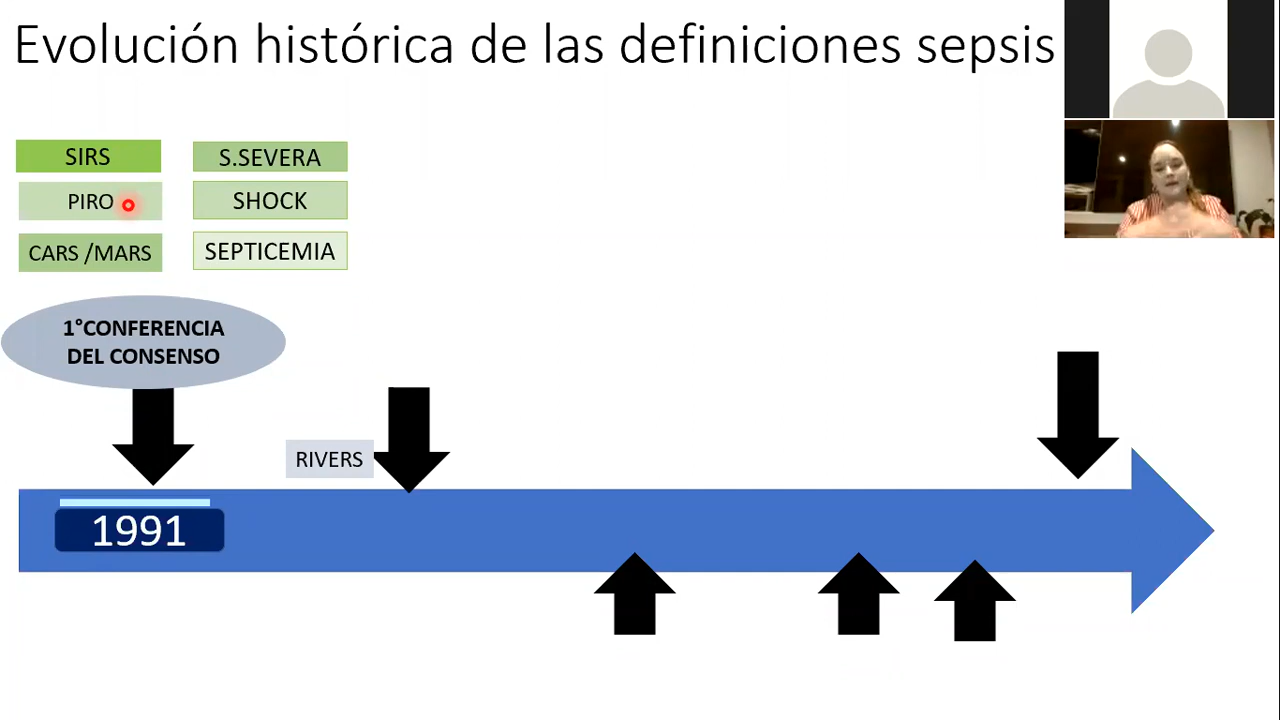 Evolución histórica de las definiciones sepsis
SIRS
S.SEVERA
PIRO
SHOCK
CARS /MARS
SEPTICEMIA
1°CONFERENCIA
DEL CONSENSO
RIVERS
1991